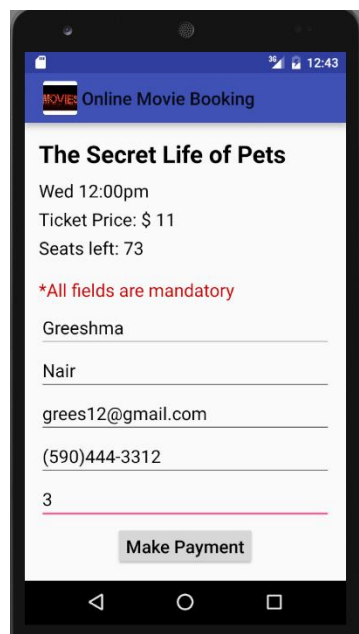 36 12:43
MOVIES Online Movie Booking
The Secret Life of Pets
Wed 12:00pm
Ticket Price: $ 11
Seats left: 73
*All fields are mandatory
Greeshma
Nair
grees12@gmail.com
(590)444-3312
3
Make Payment